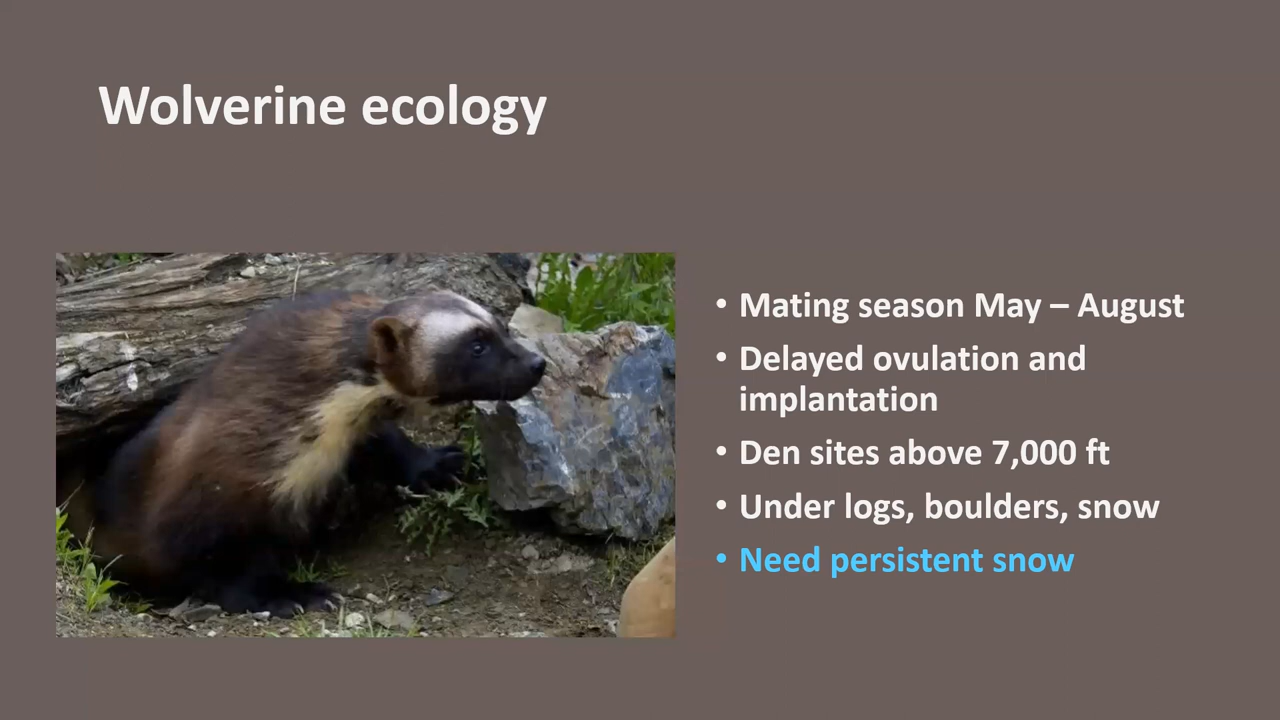 Wolverine ecology
• Mating season May – August
• Delayed ovulation and
implantation
• Den sites above 7,000 ft
• Under logs, boulders, snow
• Need persistent snow